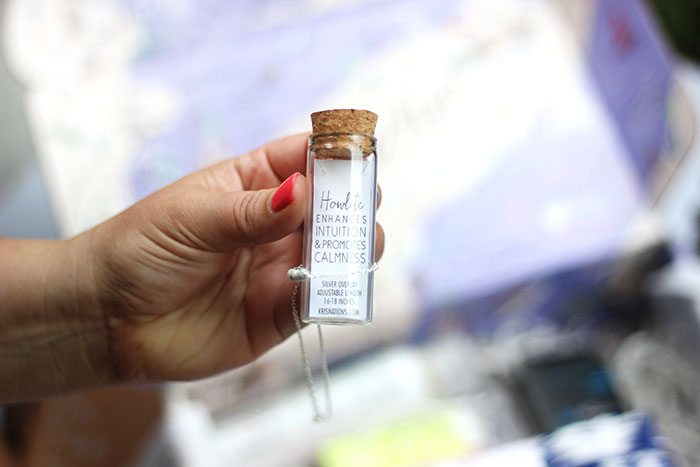 Howlite
ENHANCES
INTUITION
& PROMOTES
CALMNESS
SILVER OVERLAY
ADJUSTABLE LENGTH
16-18 INCHES
KRISNATIONS.COM